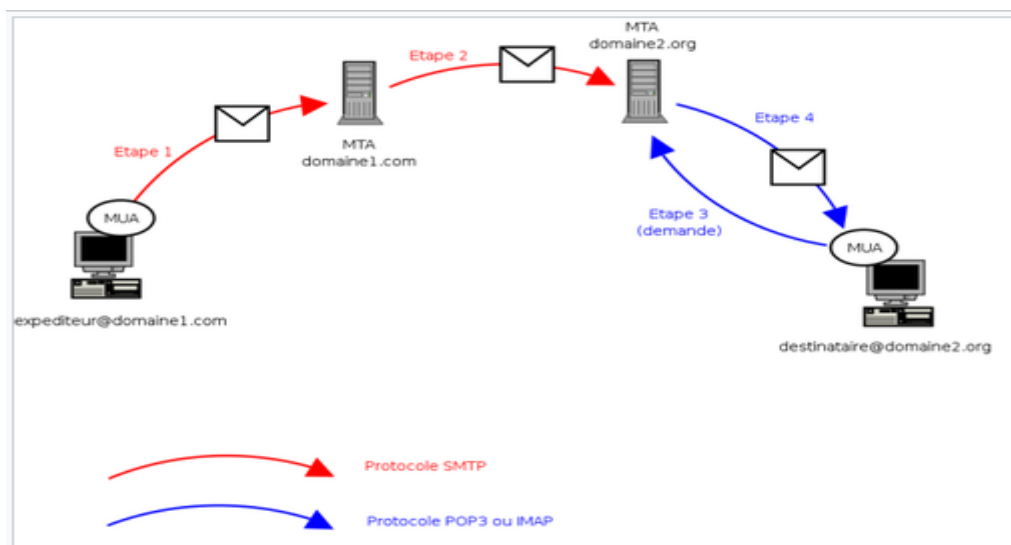 MTA
domaine2.org
Etape 2
Etape 1
MTA
domaine1.com
Etape 4
MUA
Etape 3
(demande)
MUA
expediteur@domaine1.com
destinataire@domaine2.org
Protocole SMTP
Protocole POP3 ou IMAP